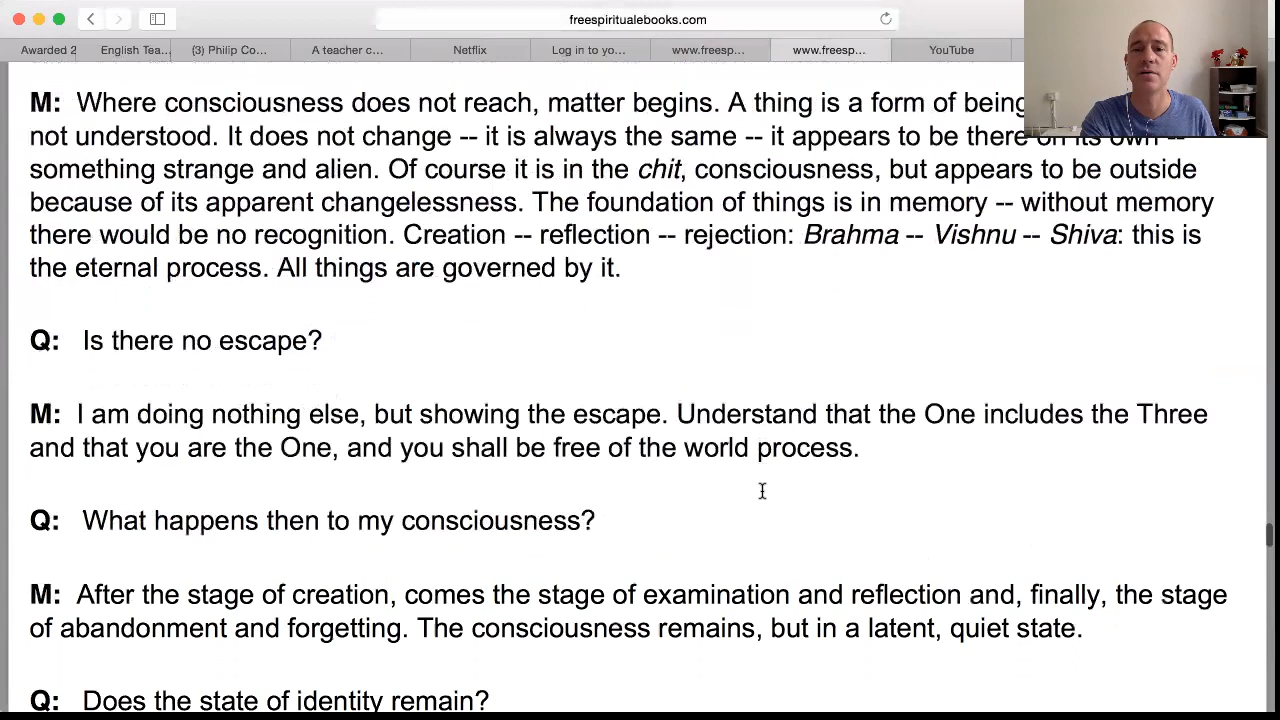 freespiritualebooks.com
Awarded 2
English Tea...
(3) Philip Co...
A teacher c...
Netflix
Log in to yo...
www.freesp...
www.freesp...
YouTube
M: Where consciousness does not reach, matter begins. A thing is a form of being
not understood. It does not change -- it is always the same -- it appears to be there on its own --
something strange and alien. Of course it is in the chit, consciousness, but appears to be outside
because of its apparent changelessness. The foundation of things is in memory -- without memory
there would be no recognition. Creation -- reflection -- rejection: Brahma -- Vishnu -- Shiva: this is
the eternal process. All things are governed by it.
Q: Is there no escape?
M: I am doing nothing else, but showing the escape. Understand that the One includes the Three
and that you are the One, and you shall be free of the world process.
Q: What happens then to my consciousness?
M: After the stage of creation, comes the stage of examination and reflection and, finally, the stage
of abandonment and forgetting. The consciousness remains, but in a latent, quiet state.
Q: Does the state of identity remain?